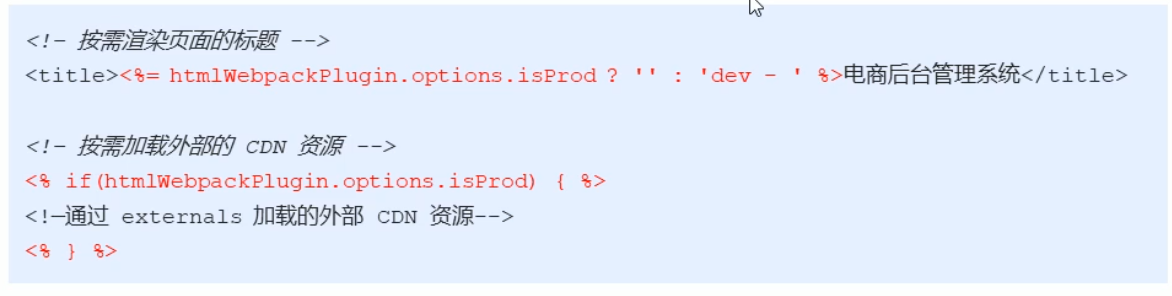 <!– 按需渲染页面的标题 -->
<title><%= htmlWebpackPlugin.options.isProd ? '' : 'dev - ' %>电商后台管理系统</title>
<!– 按需加载外部的 CDN 资源 -->
<% if(htmlWebpackPlugin.options.isProd) { %>
<!—通过 externals 加载的外部 CDN 资源-->
<% } %>